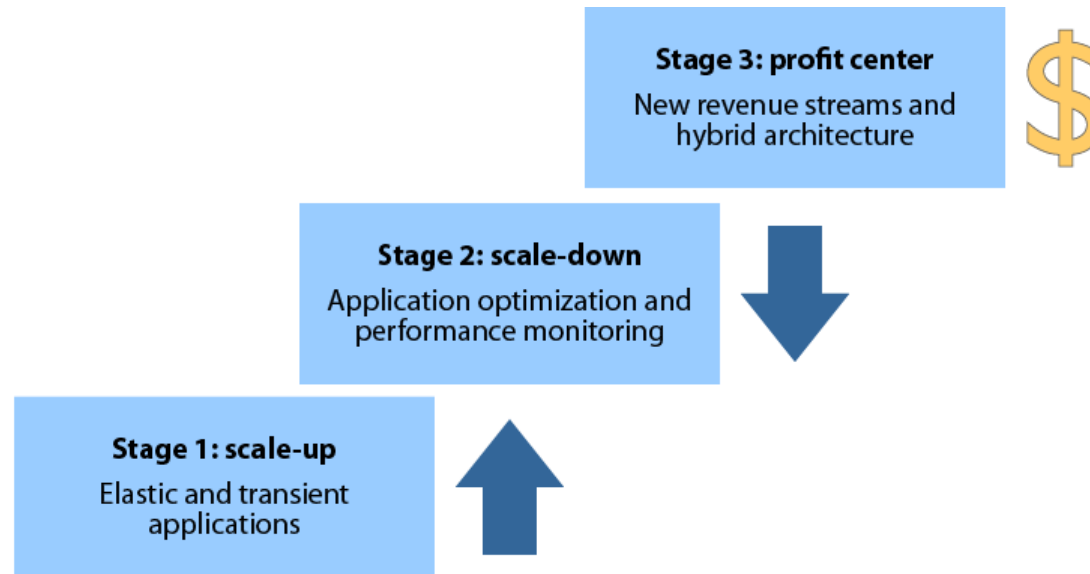 Stage 3: profit center
New revenue streams and
hybrid architecture
$
Stage 2: scale-down
Application optimization and
performance monitoring
Stage 1: scale-up
Elastic and transient
applications